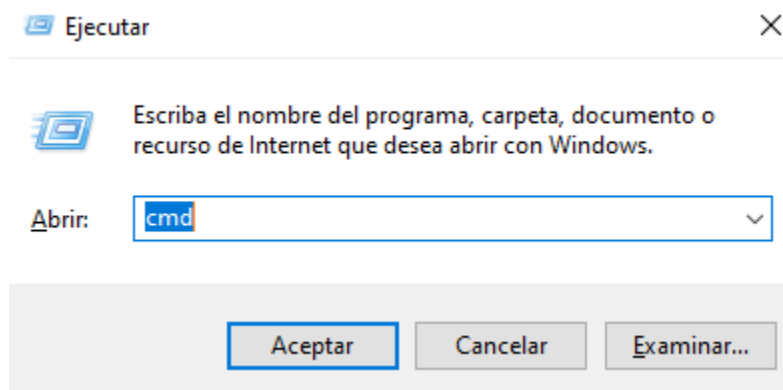 Ejecutar
Escriba el nombre del programa, carpeta, documento o
recurso de Internet que desea abrir con Windows.
Abrir: cmd
Aceptar Cancelar Examinar...